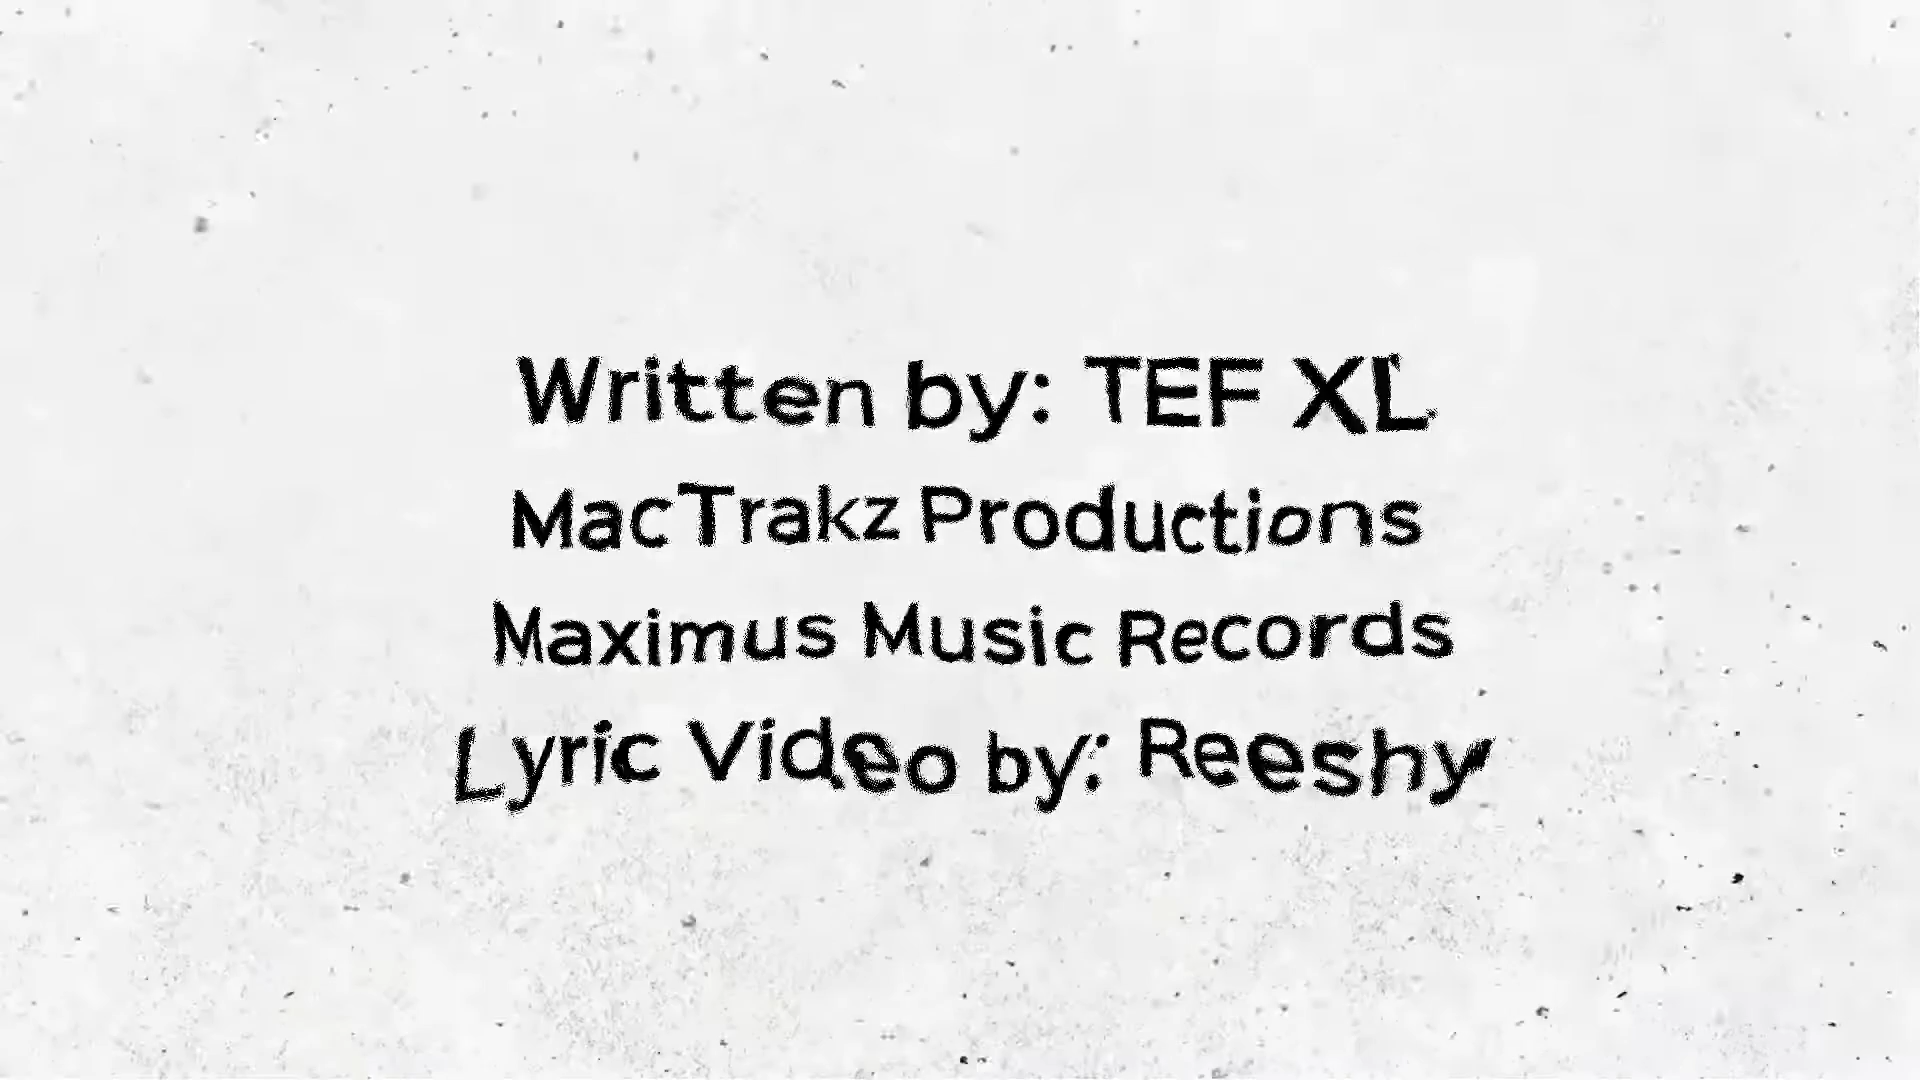 Written by: TEF XL
MacTrakz Productions
Maximus Music Records
Lyric Video by: Reeshy